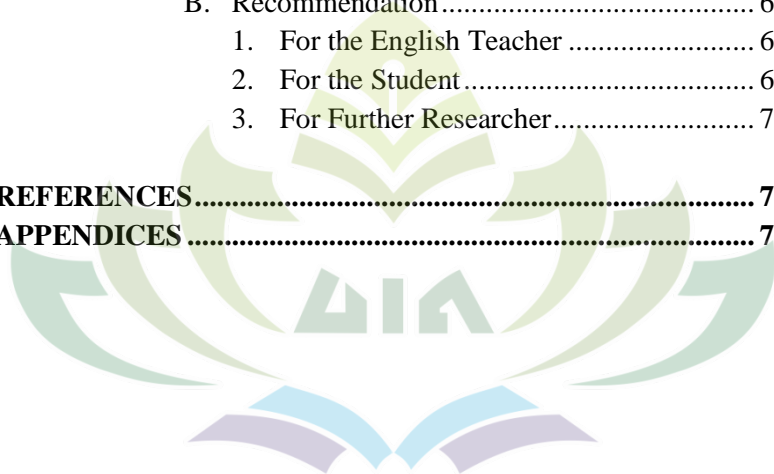 B. Recommendation ........................................................ 6
1. For the English Teacher .................................. 6
2. For the Student .................................................... 6
3. For Further Researcher .................................... 7
REFERENCES ............................................................................................. 7
APPENDICES ............................................................................................... 7